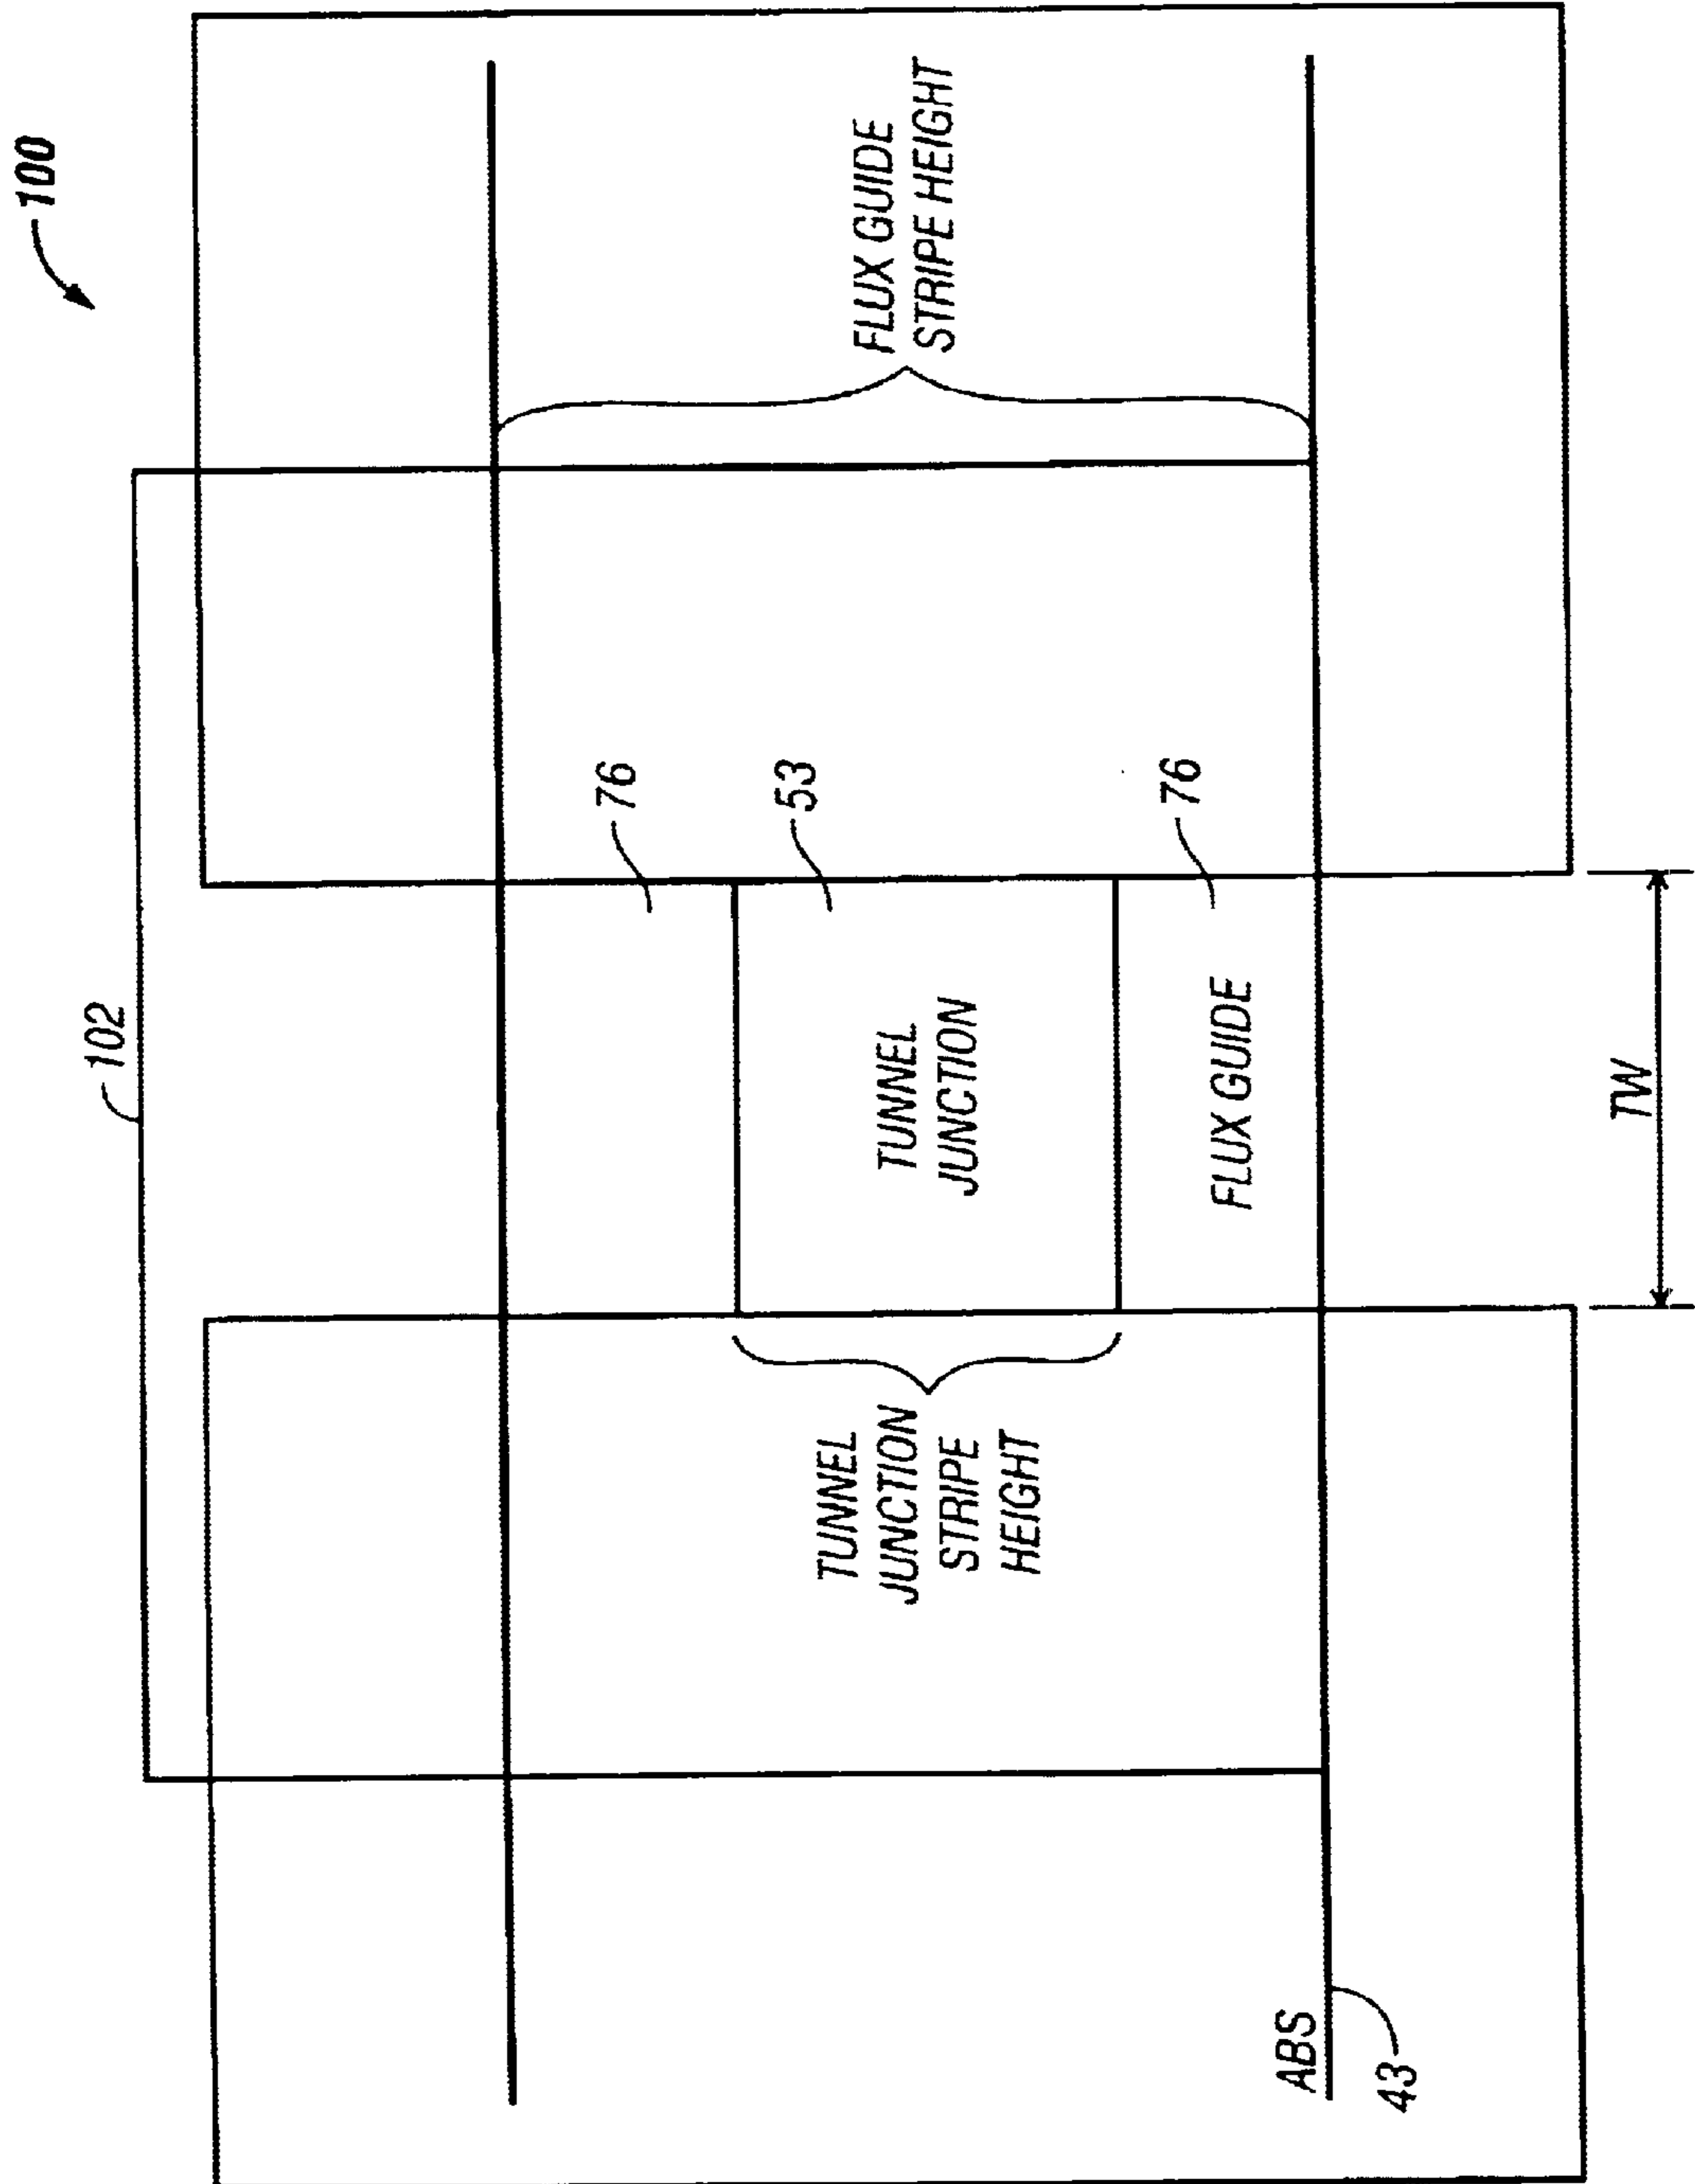 100
102
76
53
76
FLUX GUIDE
STRIPE HEIGHT
TUNNEL
JUNCTION
FLUX GUIDE
TUNNEL
JUNCTION
STRIPE
HEIGHT
ABS
43
TW